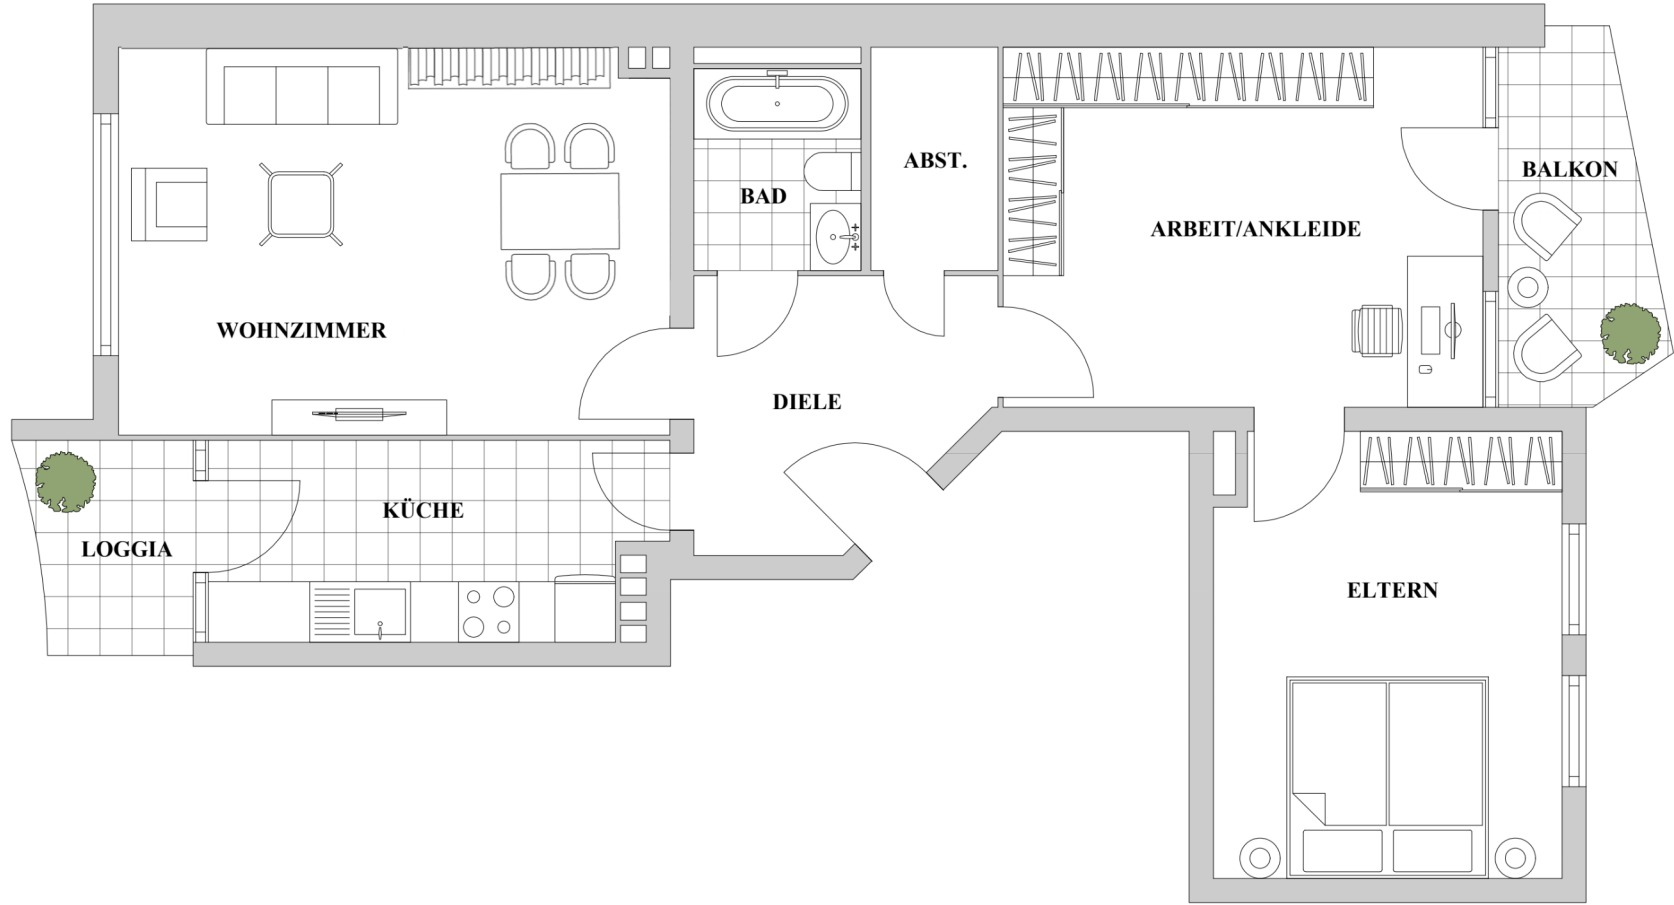 ABST.
BALKON
BAD
ARBEIT/ANKLEIDE
WOHNZIMMER
DIELE
KÜCHE
LOGGIA
ELTERN